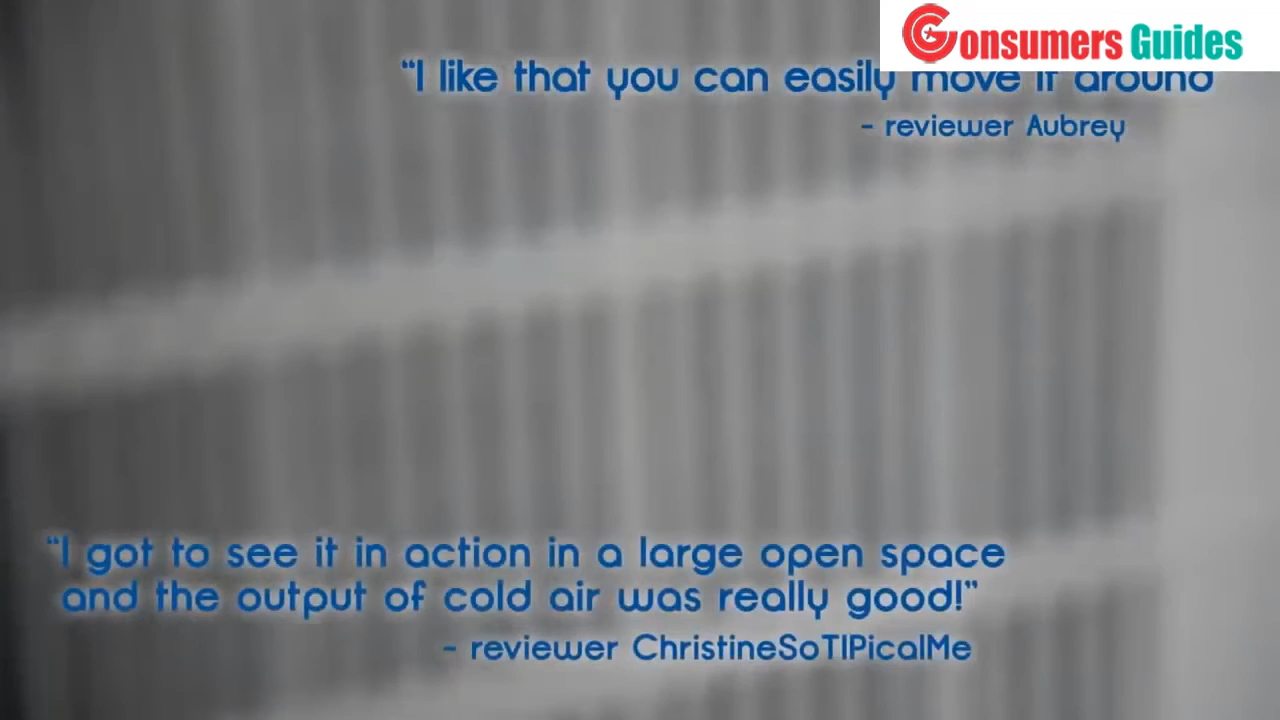 Consumers Guides
“I like that you can easily move it around
- reviewer Aubrey
“I got to see it in action in a large open space
and the output of cold air was really good!”
- reviewer ChristineSoTIPicalMe